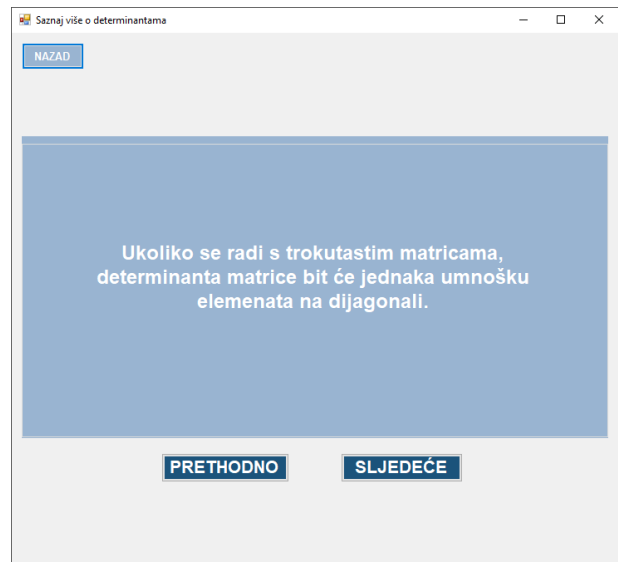 Saznaj više o determinantama
NAZAD
Ukoliko se radi s trokutastim matricama,
determinanta matrice bit će jednaka umnošku
elemenata na dijagonali.
PRETHODNO
SLJEDEĆE